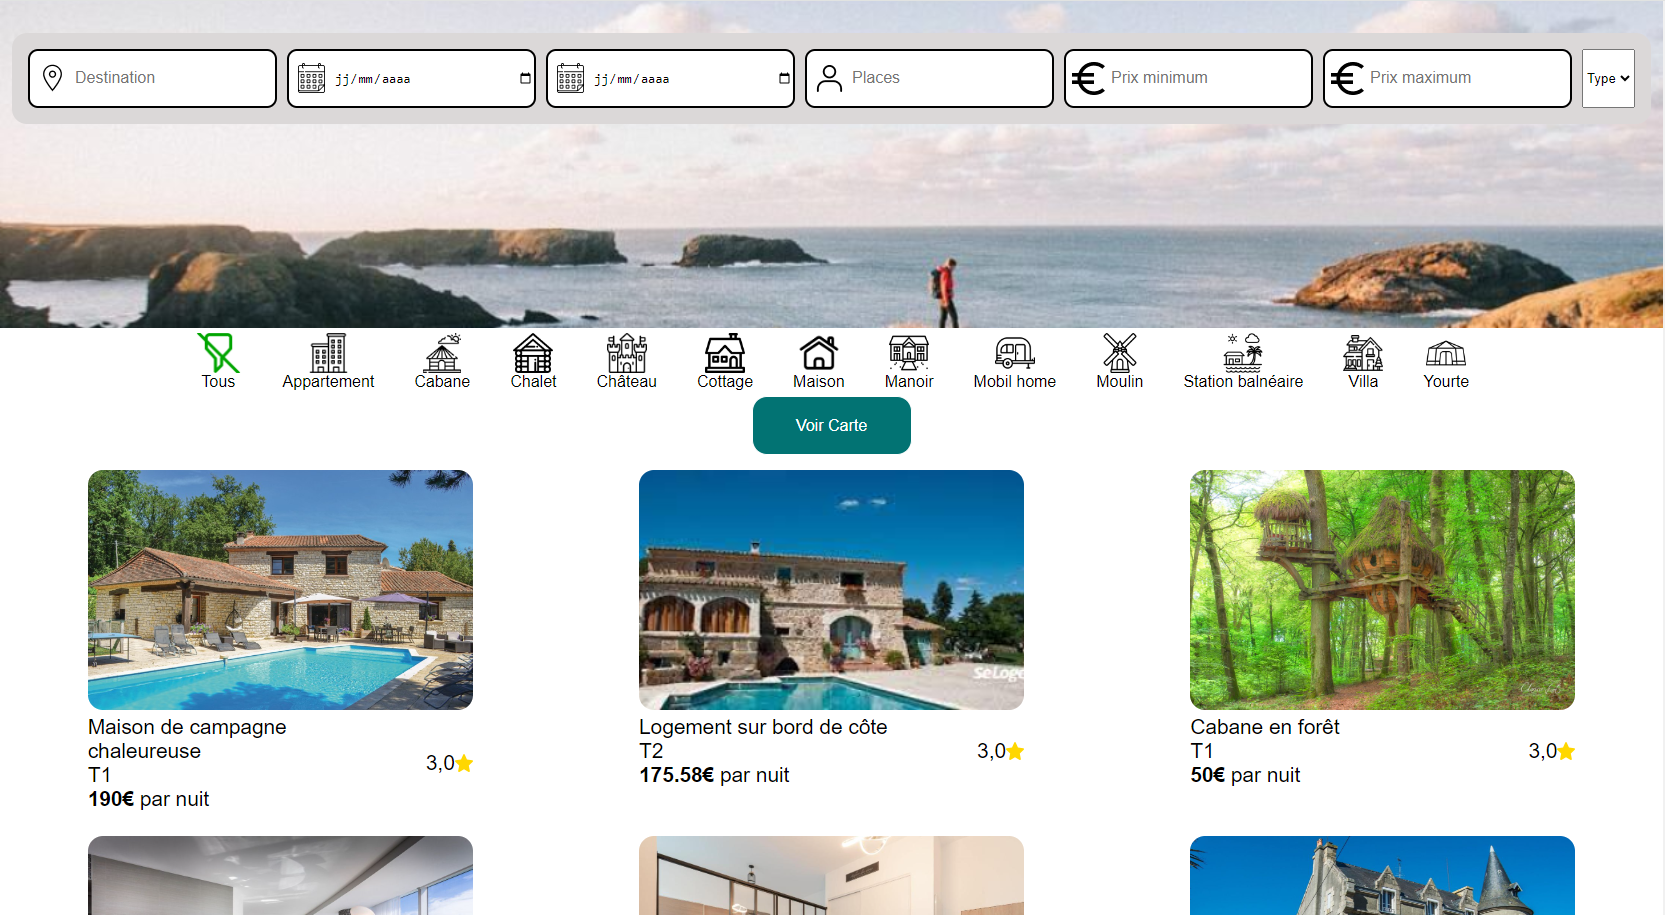 Destination
jj/mm/aaaa
jj/mm/aaaa
Places
Prix minimum
Prix maximum
Type
Tous
Appartement
Cabane
Chalet
Château
Cottage
Maison
Manoir
Mobil home
Moulin
Station balnéaire
Villa
Yourte
Voir Carte
SeLoge
Maison de campagne
chaleureuse
T1
190€ par nuit
3,0
Logement sur bord de côte
T2
175.58€ par nuit
3,0
Cabane en forêt
T1
50€ par nuit
3,0